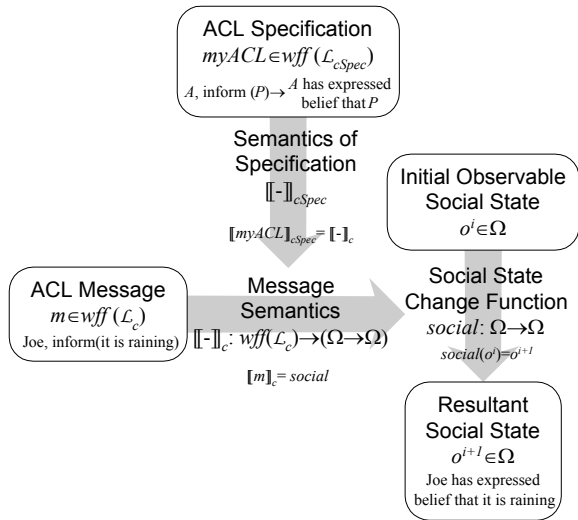 ACL Specification
myACL∈wff(ℒcSpec)
A, inform (P)→ A has expressed
belief that P
Semantics of
Specification
⟦-⟧cSpec
⟦myACL⟧cSpec= ⟦-⟧c
Initial Observable
Social State
oⁱ∈Ω
ACL Message
m∈wff(ℒc)
Joe, inform(it is raining)
Message
Semantics
⟦-⟧c: wff(ℒc)→(Ω→Ω)
⟦m⟧c= social
Social State
Change Function
social: Ω→Ω
social(oⁱ)=oⁱ⁺¹
Resultant
Social State
oⁱ⁺¹∈Ω
Joe has expressed
belief that it is raining